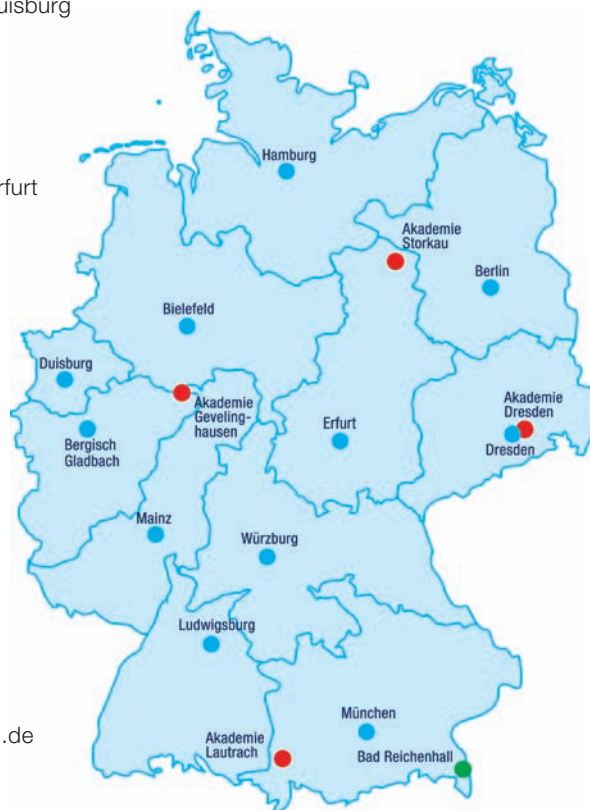 uisburg
Hamburg
rfurt
Akademie
Storkau
Berlin
Bielefeld
Duisburg
Akademie
Geveling-
hausen
Akademie
Dresden
Erfurt
Bergisch
Gladbach
Dresden
Mainz
Würzburg
Ludwigsburg
München
.de
Akademie
Lautrach
Bad Reichenhall